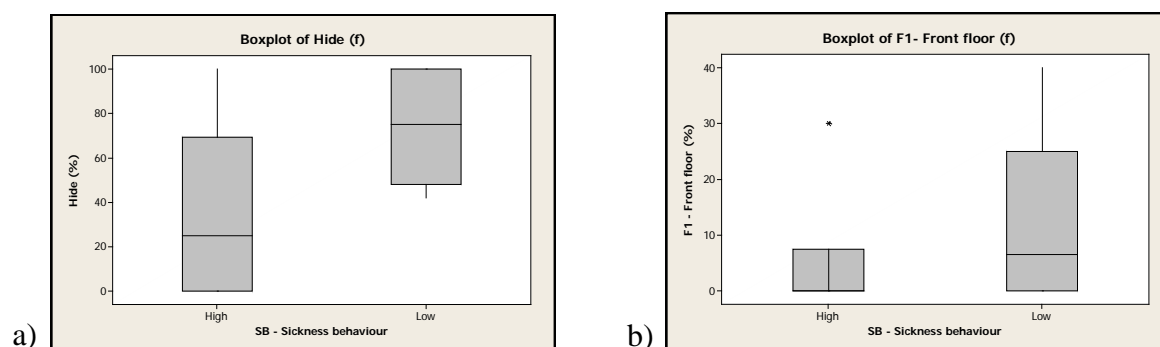 Boxplot of Hide (f)
100
80
60
40
20
0
Hide (%)
High
Low
SB - Sickness behaviour
a)
Boxplot of F1- Front floor (f)
40
30
20
10
0
F1 - Front floor (%)
*
High
Low
SB - Sickness behaviour
b)